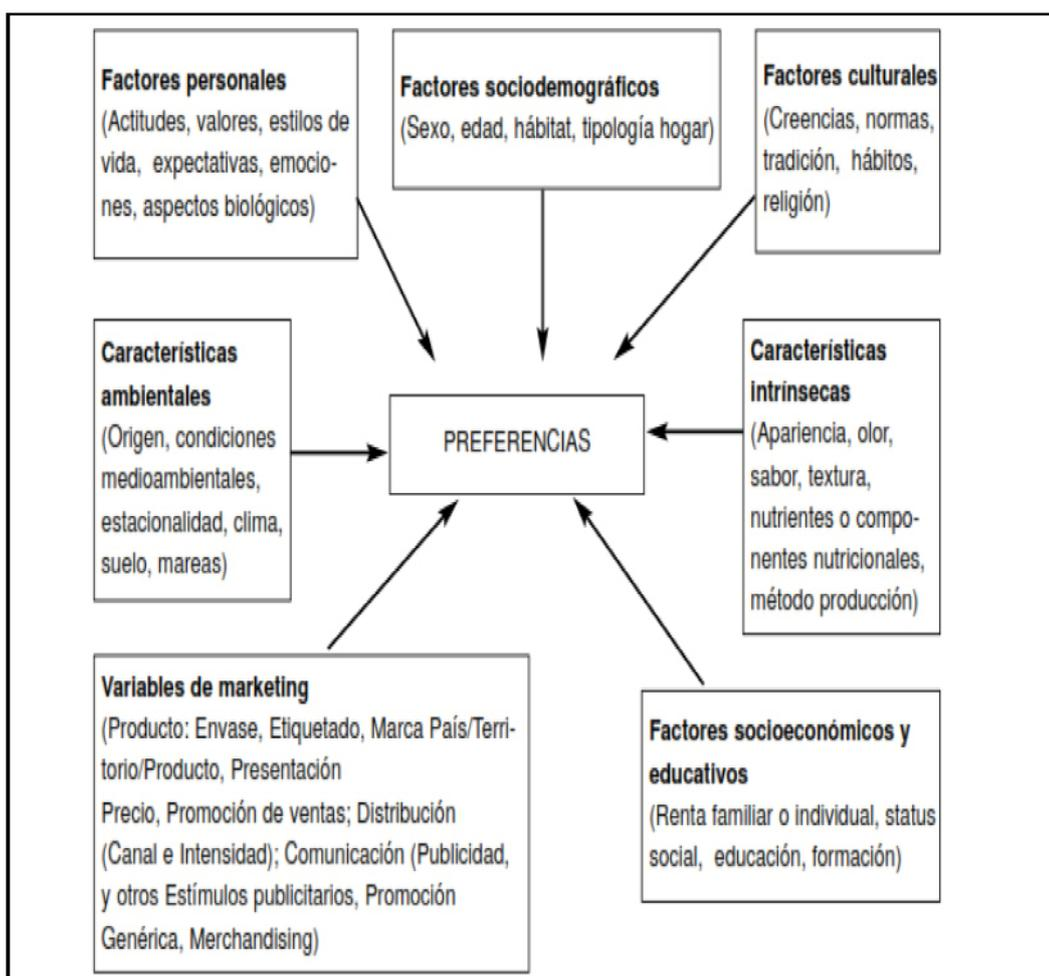 Factores personales
(Actitudes, valores, estilos de
vida, expectativas, emocio-
nes, aspectos biológicos)
Factores sociodemográficos
(Sexo, edad, hábitat, tipología hogar)
Factores culturales
(Creencias, normas,
tradición, hábitos,
religión)
Características
ambientales
(Origen, condiciones
medioambientales,
estacionalidad, clima,
suelo, mareas)
PREFERENCIAS
Características
intrínsecas
(Apariencia, olor,
sabor, textura,
nutrientes o compo-
nentes nutricionales,
método producción)
Variables de marketing
(Producto: Envase, Etiquetado, Marca País/Terri-
torio/Producto, Presentación
Precio, Promoción de ventas; Distribución
(Canal e Intensidad); Comunicación (Publicidad,
y otros Estímulos publicitarios, Promoción
Genérica, Merchandising)
Factores socioeconómicos y
educativos
(Renta familiar o individual, status
social, educación, formación)